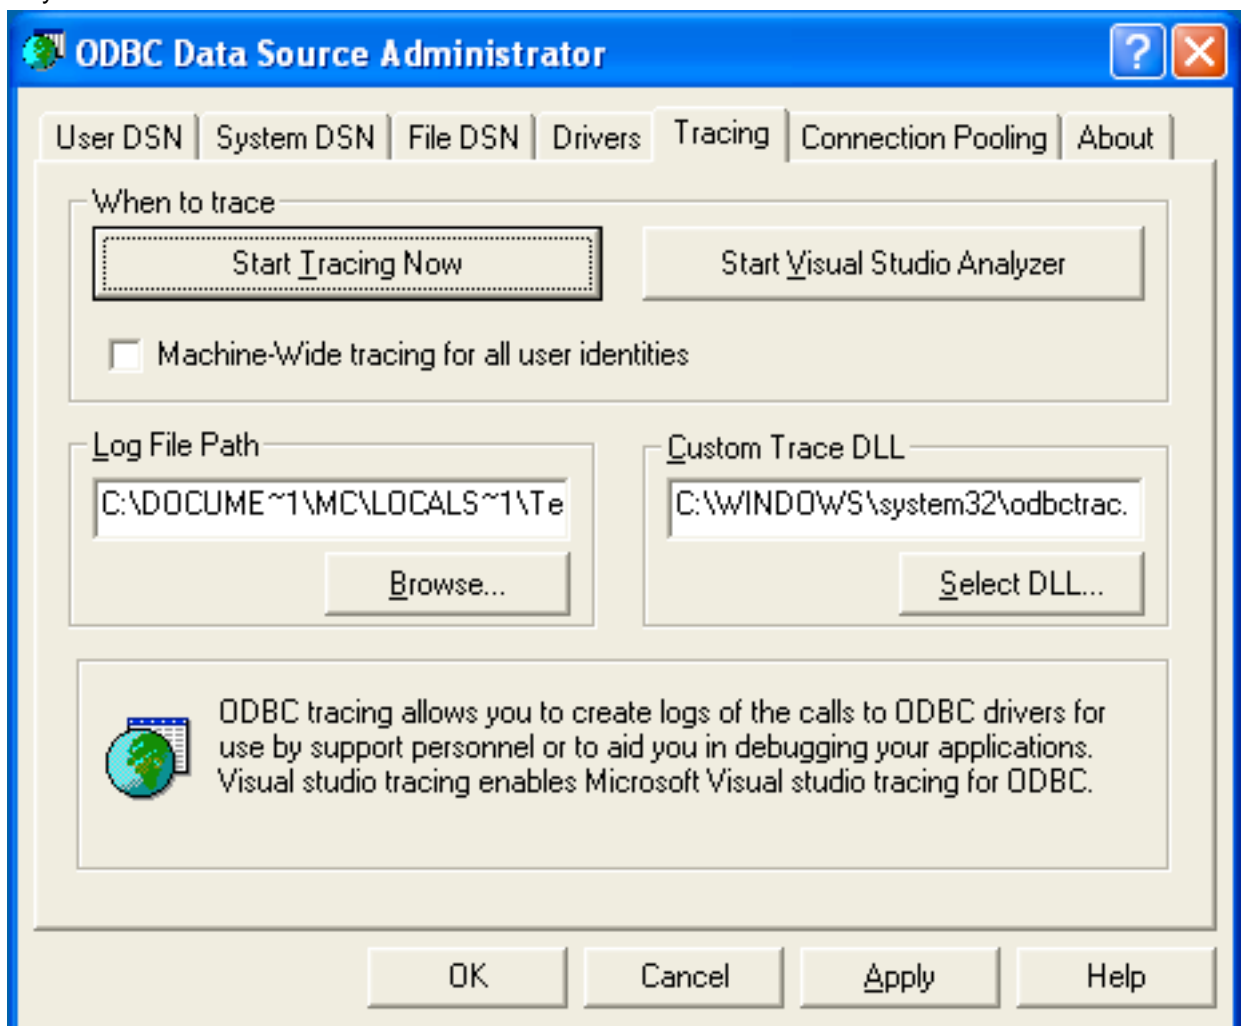 ODBC Data Source Administrator
?
User DSN System DSN File DSN Drivers Tracing Connection Pooling About
When to trace
Start Tracing Now Start Visual Studio Analyzer
Machine-Wide tracing for all user identities
Log File Path Custom Trace DLL
C:\DOCUME~1\MC\LOCALS~1\Te C:\WINDOWS\system32\odbctrac.
Browse... Select DLL...
ODBC tracing allows you to create logs of the calls to ODBC drivers for
use by support personnel or to aid you in debugging your applications.
Visual studio tracing enables Microsoft Visual studio tracing for ODBC.
OK Cancel Apply Help